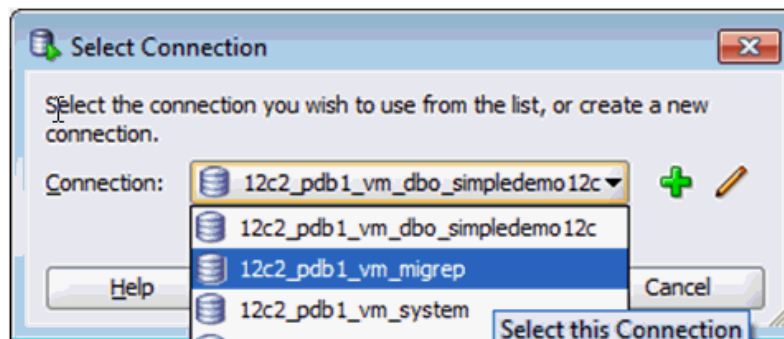 Select Connection
Select the connection you wish to use from the list, or create a new
connection.
Connection: 12c2_pdb1_vm_dbo_simpledemo12c
12c2_pdb1_vm_dbo_simpledemo12c
12c2_pdb1_vm_migrep
Help Cancel
12c2_pdb1_vm_system
Select this Connection